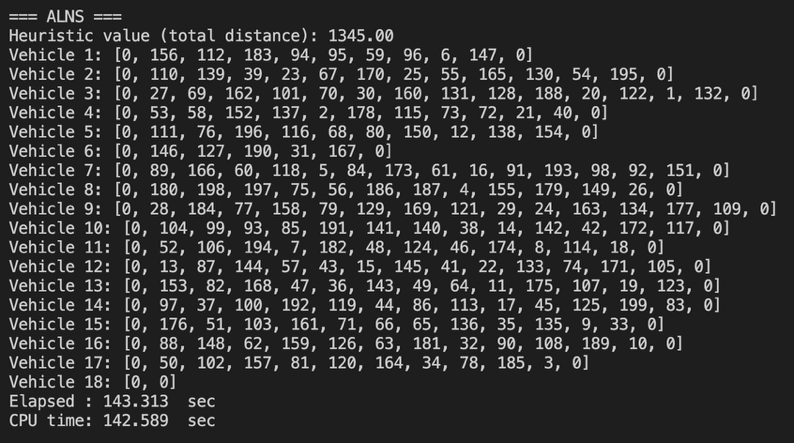 === ALNS ===
Heuristic value (total distance): 1345.00
Vehicle 1: [0, 156, 112, 183, 94, 95, 59, 96, 6, 147, 0]
Vehicle 2: [0, 110, 139, 39, 23, 67, 170, 25, 55, 165, 130, 54, 195, 0]
Vehicle 3: [0, 27, 69, 162, 101, 70, 30, 160, 131, 128, 188, 20, 122, 1, 132, 0]
Vehicle 4: [0, 53, 58, 152, 137, 2, 178, 115, 73, 72, 21, 40, 0]
Vehicle 5: [0, 111, 76, 196, 116, 68, 80, 150, 12, 138, 154, 0]
Vehicle 6: [0, 146, 127, 190, 31, 167, 0]
Vehicle 7: [0, 89, 166, 60, 118, 5, 84, 173, 61, 16, 91, 193, 98, 92, 151, 0]
Vehicle 8: [0, 180, 198, 197, 75, 56, 186, 187, 4, 155, 179, 149, 26, 0]
Vehicle 9: [0, 28, 184, 77, 158, 79, 129, 169, 121, 29, 24, 163, 134, 177, 109, 0]
Vehicle 10: [0, 104, 99, 93, 85, 191, 141, 140, 38, 14, 142, 42, 172, 117, 0]
Vehicle 11: [0, 52, 106, 194, 7, 182, 48, 124, 46, 174, 8, 114, 18, 0]
Vehicle 12: [0, 13, 87, 144, 57, 43, 15, 145, 41, 22, 133, 74, 171, 105, 0]
Vehicle 13: [0, 153, 82, 168, 47, 36, 143, 49, 64, 11, 175, 107, 19, 123, 0]
Vehicle 14: [0, 97, 37, 100, 192, 119, 44, 86, 113, 17, 45, 125, 199, 83, 0]
Vehicle 15: [0, 176, 51, 103, 161, 71, 66, 65, 136, 35, 135, 9, 33, 0]
Vehicle 16: [0, 88, 148, 62, 159, 126, 63, 181, 32, 90, 108, 189, 10, 0]
Vehicle 17: [0, 50, 102, 157, 81, 120, 164, 34, 78, 185, 3, 0]
Vehicle 18: [0, 0]
Elapsed : 143.313  sec
CPU time: 142.589  sec